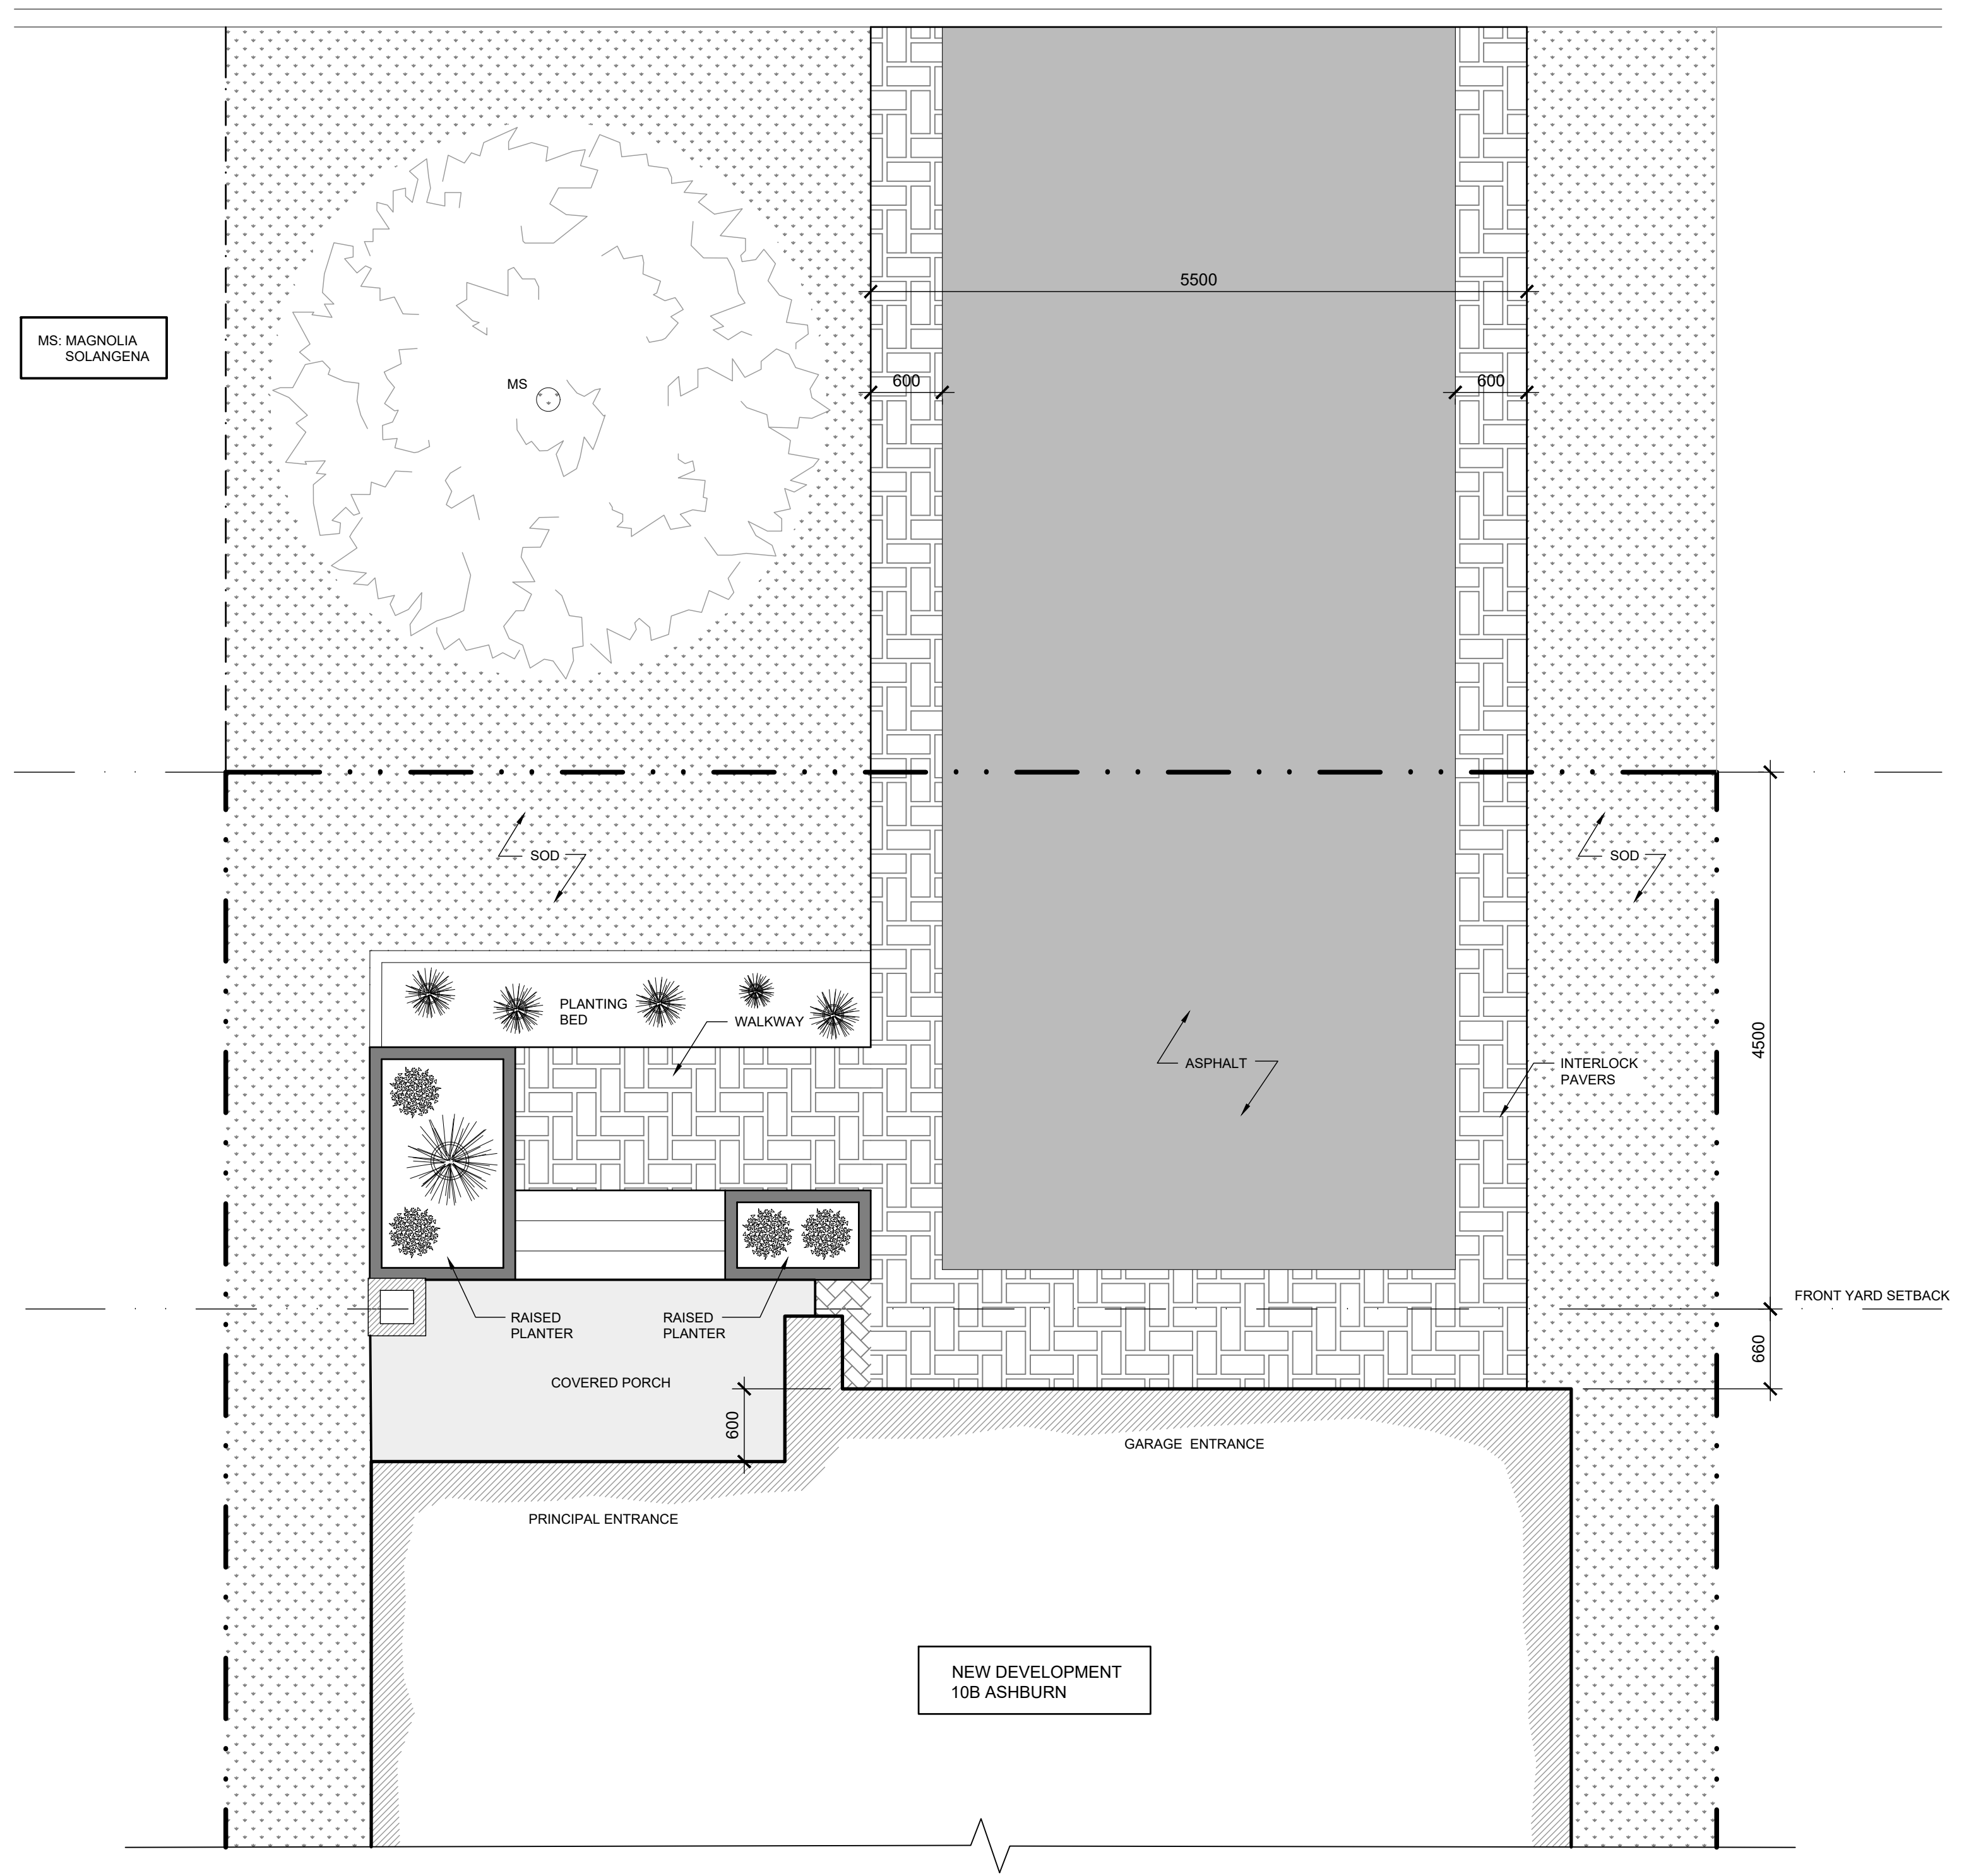 5500
MS: MAGNOLIA
SOLANGENA
MS
600
600
SOD
SOD
PLANTING
BED
WALKWAY
4500
ASPHALT
INTERLOCK
PAVERS
FRONT YARD SETBACK
RAISED
PLANTER
RAISED
PLANTER
660
COVERED PORCH
600
GARAGE ENTRANCE
PRINCIPAL ENTRANCE
NEW DEVELOPMENT
10B ASHBURN